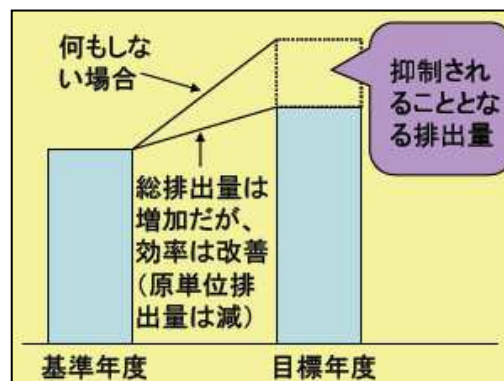 何もしな
い場合
抑制され
ることとな
る排出量
総排出量は
増加だが、
効率は改善
(原単位排
出量は減)
基準年度
目標年度